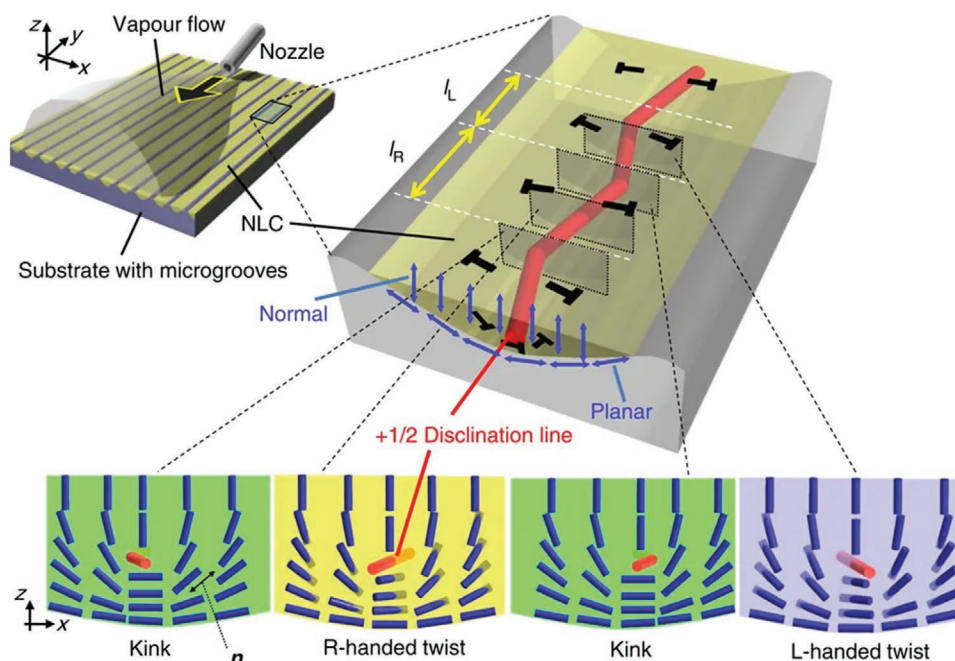 z
y
x
Vapour flow
Nozzle
l_L
l_R
NLC
Substrate with microgrooves
Normal
Planar
+1/2 Disclination line
z
x
Kink
n
R-handed twist
Kink
L-handed twist